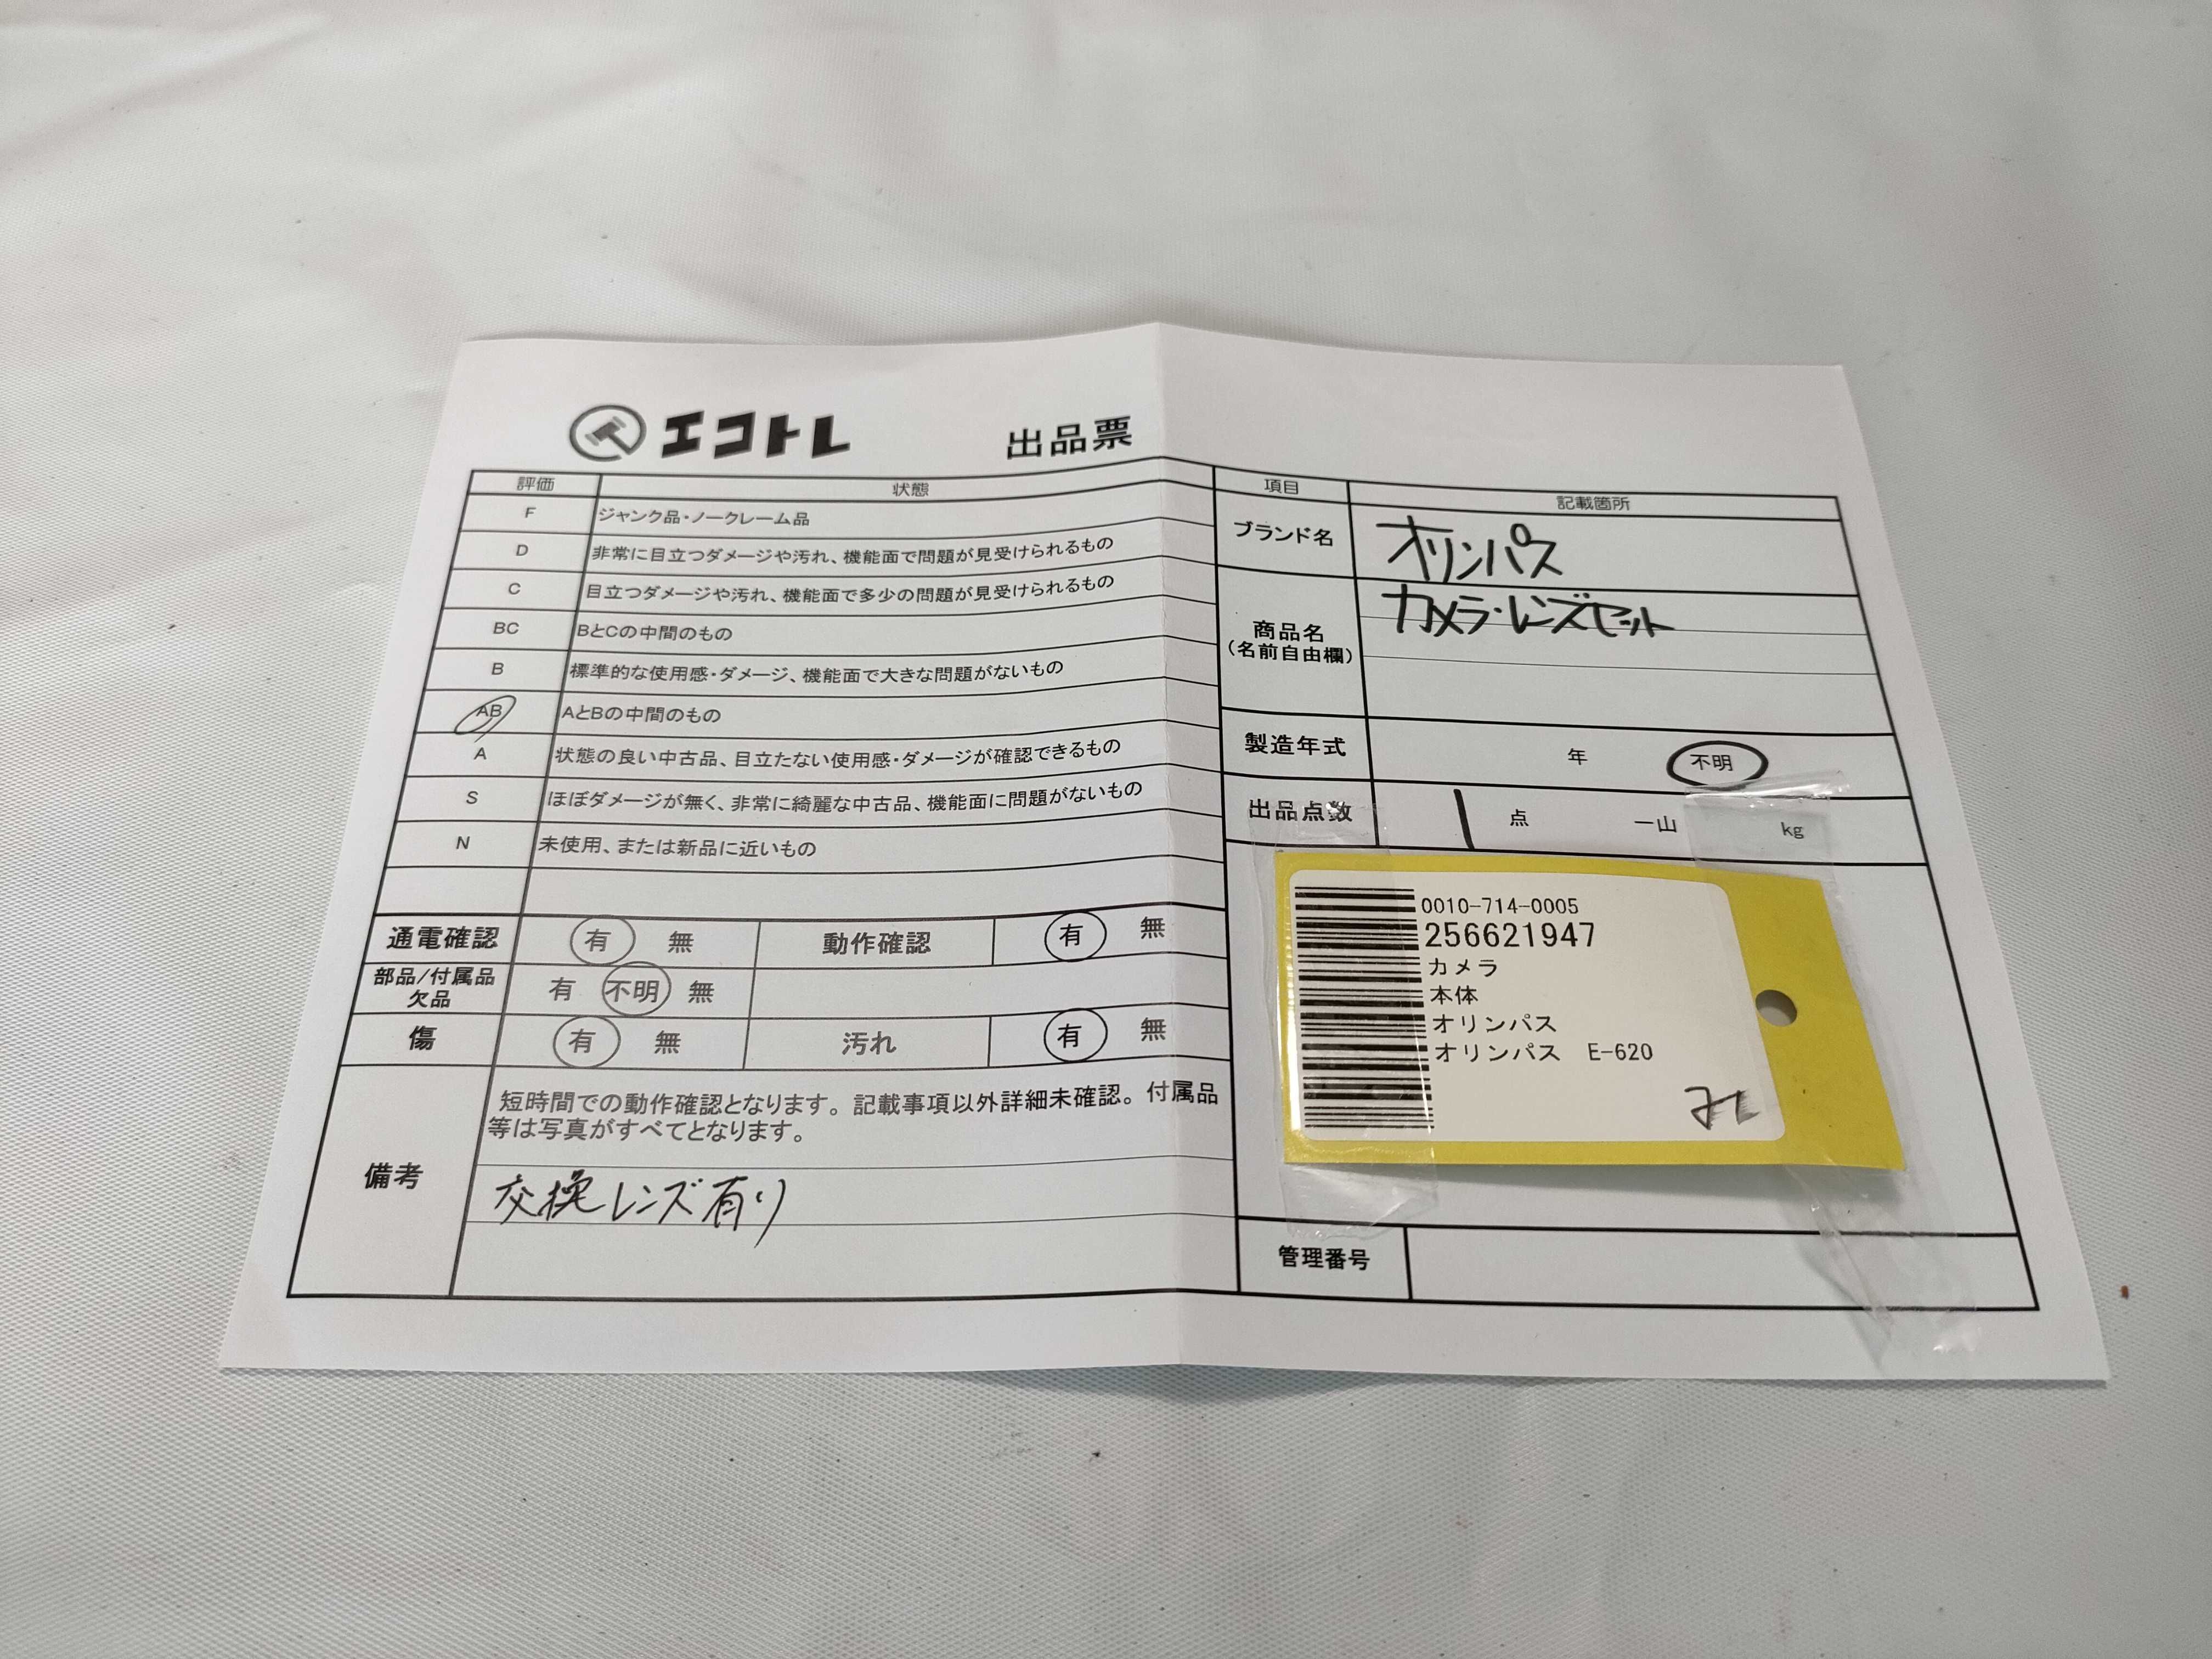 エコトレ 出品票
評価 状態
F ジャンク品・ノークレーム品
D 非常に目立つダメージや汚れ、機能面で問題が見受けられるもの
C 目立つダメージや汚れ、機能面で多少の問題が見受けられるもの
BC BとCの中間のもの
B 標準的な使用感・ダメージ、機能面で大きな問題がないもの
AB AとBの中間のもの
A 状態の良い中古品、目立たない使用感・ダメージが確認できるもの
S ほぼダメージが無く、非常に綺麗な中古品、機能面に問題がないもの
N 未使用、または新品に近いもの
通電確認 有 無 動作確認 有 無
部品/付属品
欠品 有 不明 無
傷 有 無 汚れ 有 無
備考
短時間での動作確認となります。記載事項以外詳細未確認。付属品
等は写真がすべてとなります。
交換レンズ有り
項目 記載箇所
ブランド名 オリンパス
商品名
(名前自由欄)
カメラ・レンズセット
製造年式 年 不明
出品点数 1 点 一山 kg
0010-714-0005
256621947
カメラ
本体
オリンパス
オリンパス E-620
管理番号